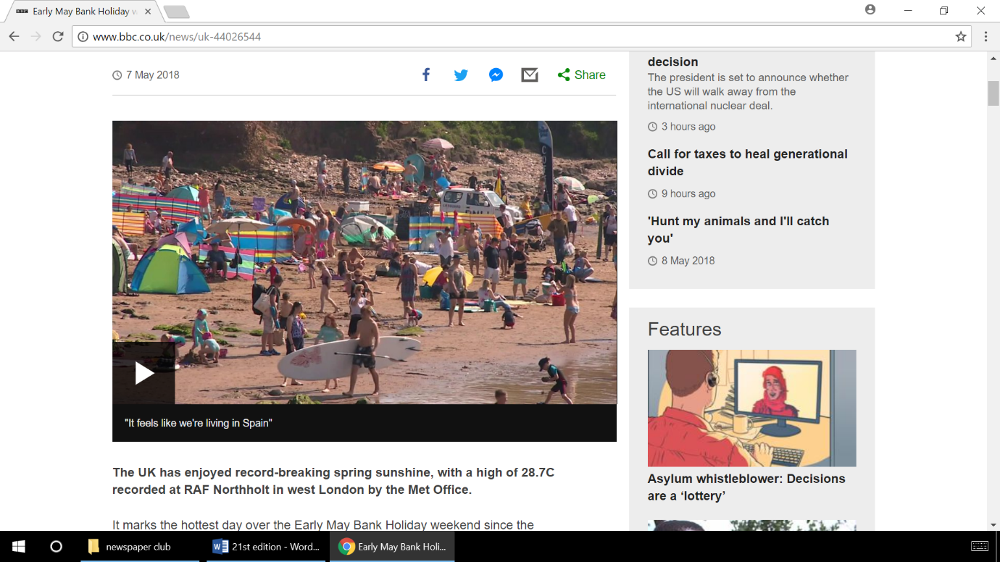 BBC Early May Bank Holiday w
www.bbc.co.uk/news/uk-44026544
7 May 2018
Share
"It feels like we're living in Spain"
The UK has enjoyed record-breaking spring sunshine, with a high of 28.7C
recorded at RAF Northholt in west London by the Met Office.
It marks the hottest day over the Early May Bank Holiday weekend since the
decision
The president is set to announce whether
the US will walk away from the
international nuclear deal.
3 hours ago
Call for taxes to heal generational
divide
9 hours ago
'Hunt my animals and I'll catch
you'
8 May 2018
Features
Asylum whistleblower: Decisions
are a ‘lottery’
newspaper club
21st edition - Word...
Early May Bank Holi...